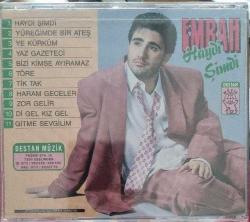 EMRAH
Haydi
Şimdi
1 HAYDİ ŞİMDİ
2 YÜREĞİMDE BİR ATEŞ
3 YE KÜRKÜM
4 YAZ GAZETECİ
5 BİZİ KİMSE AYIRAMAZ
6 TÖRE
7 TİK TAK
8 HARAM GECELER
9 ZOR GELİR
10 Dİ GEL KIZ GEL
11 GİTME SEVGİLİM
DESTAN MÜZİK